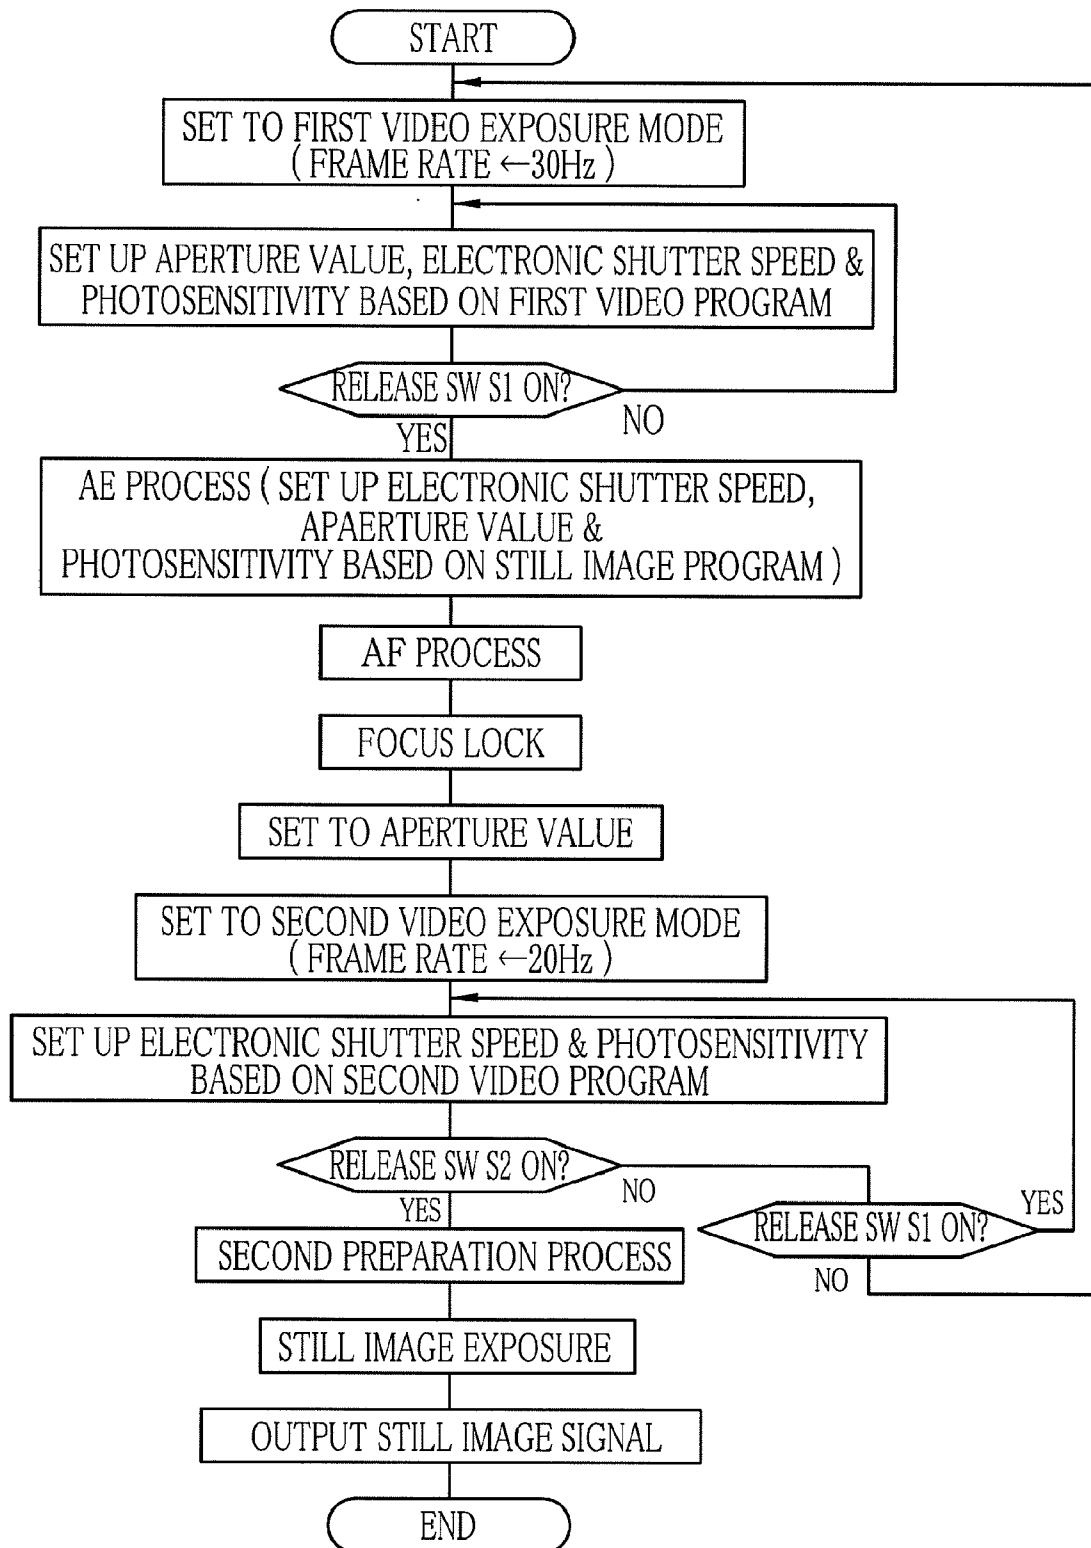 START
SET TO FIRST VIDEO EXPOSURE MODE
( FRAME RATE ←30Hz )
SET UP APERTURE VALUE, ELECTRONIC SHUTTER SPEED &
PHOTOSENSITIVITY BASED ON FIRST VIDEO PROGRAM
RELEASE SW S1 ON?
NO
YES
AE PROCESS ( SET UP ELECTRONIC SHUTTER SPEED,
APAERTURE VALUE &
PHOTOSENSITIVITY BASED ON STILL IMAGE PROGRAM )
AF PROCESS
FOCUS LOCK
SET TO APERTURE VALUE
SET TO SECOND VIDEO EXPOSURE MODE
( FRAME RATE ←20Hz )
SET UP ELECTRONIC SHUTTER SPEED & PHOTOSENSITIVITY
BASED ON SECOND VIDEO PROGRAM
RELEASE SW S2 ON?
NO
YES
RELEASE SW S1 ON?
YES
NO
SECOND PREPARATION PROCESS
STILL IMAGE EXPOSURE
OUTPUT STILL IMAGE SIGNAL
END